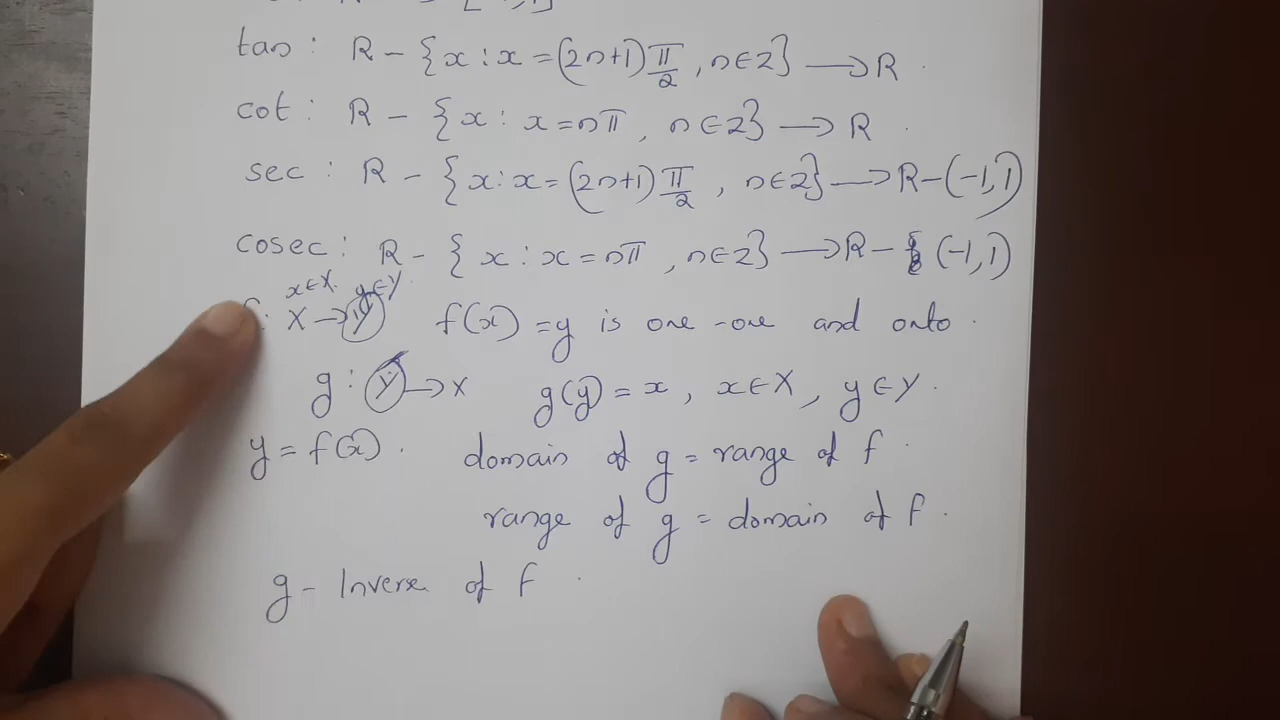 tan : R - {x : x = (2n+1) π/2, n∈Z} → R.
cot : R - {x : x = nπ, n∈Z} → R.
sec : R - {x : x = (2n+1) π/2, n∈Z} → R-(-1,1)
cosec : R - {x : x = nπ, n∈Z} → R- (-1,1)
x∈X. y∈Y.
: X → Y f(x) = y is one-one and onto.
g : Y → X g(y) = x, x∈X, y∈Y.
y = f(x). domain of g = range of f.
range of g = domain of f.
g - Inverse of f.